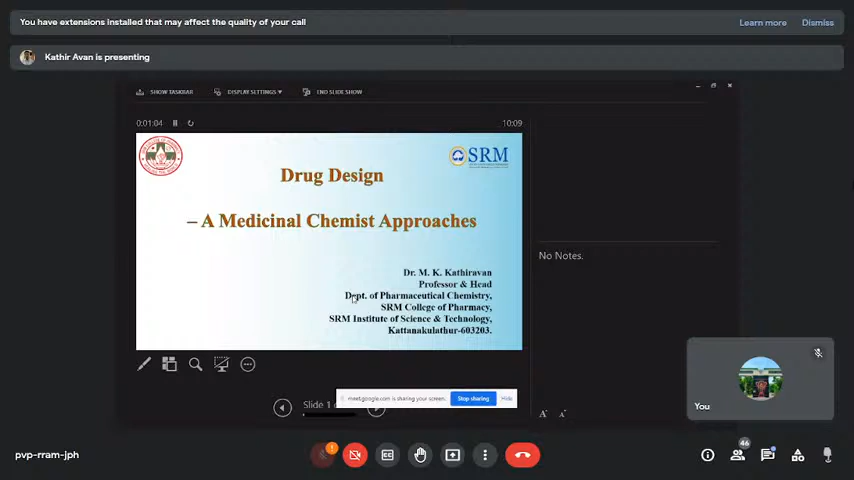 You have extensions installed that may affect the quality of your call
Learn more
Dismiss
Kathir Avan is presenting
SHOW TASKBAR
DISPLAY SETTINGS
END SLIDE SHOW
0:01:04
10:09
SRM
Drug Design
– A Medicinal Chemist Approaches
Dr. M. K. Kathiravan
Professor & Head
Dept. of Pharmaceutical Chemistry,
SRM College of Pharmacy,
SRM Institute of Science & Technology,
Kattanakulathur-603203.
No Notes.
meet.google.com is sharing your screen.
Stop sharing
Hide
Slide 1
A A
You
pvp-rram-jph
CC
46